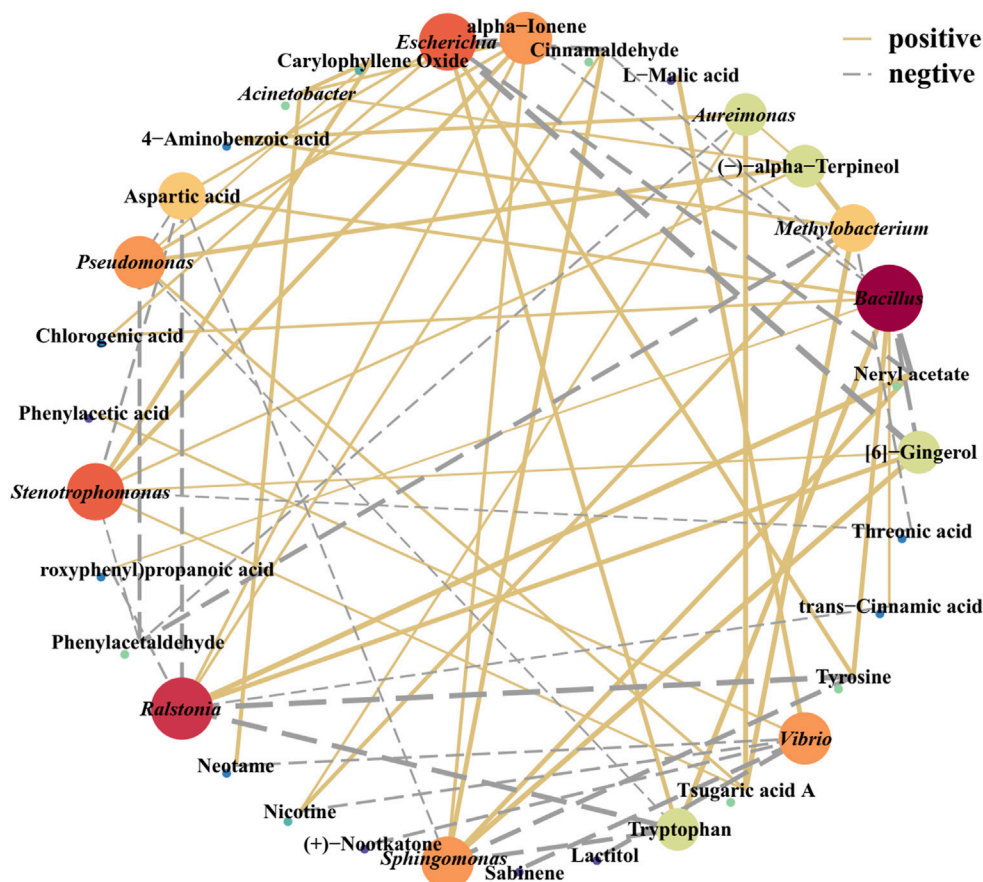 alpha−Ionene
Escherichia
Cinnamaldehyde
Carylophyllene Oxide
L−Malic acid
Acinetobacter
Aureimonas
4−Aminobenzoic acid
(−)−alpha−Terpineol
Aspartic acid
Methylobacterium
Pseudomonas
Bacillus
Chlorogenic acid
Neryl acetate
Phenylacetic acid
[6]−Gingerol
Stenotrophomonas
Threonic acid
roxyphenyl)propanoic acid
trans−Cinnamic acid
Phenylacetaldehyde
Tyrosine
Ralstonia
Vibrio
Neotame
Tsugaric acid A
Nicotine
Tryptophan
(+)−Nootkatone
Lactitol
Sphingomonas
Sabinene
positive
negtive